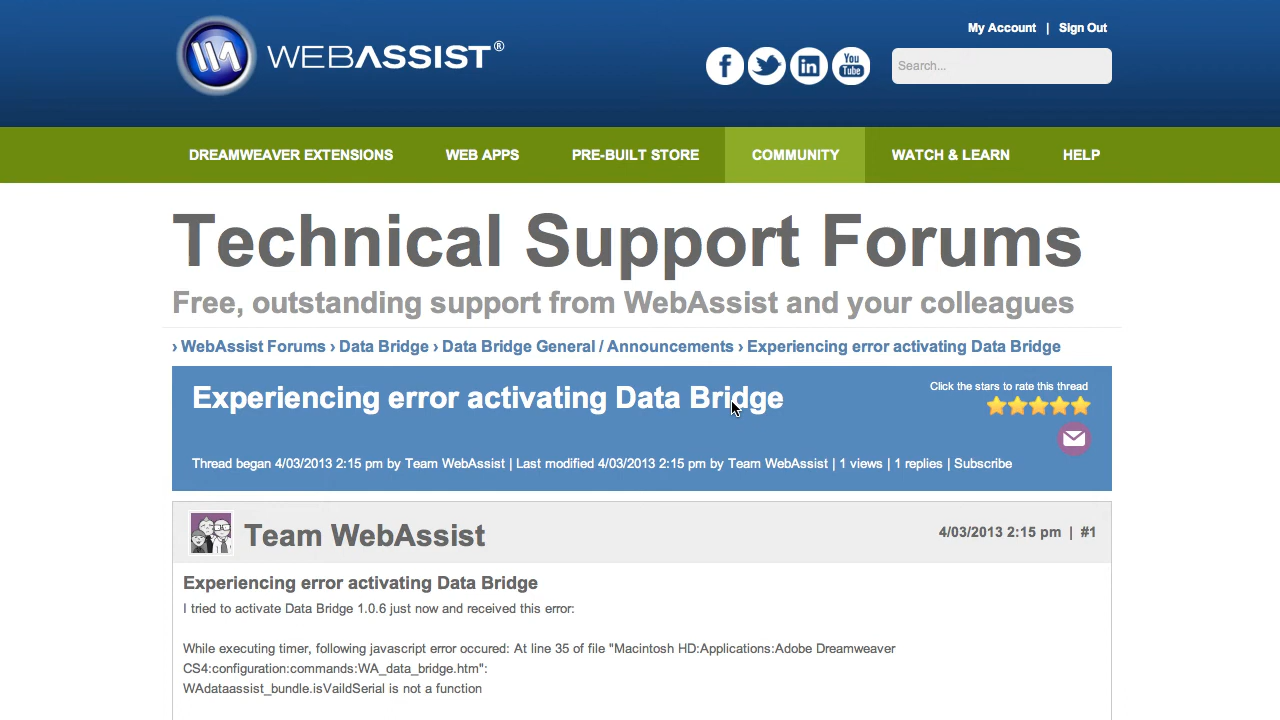 My Account | Sign Out
WA WEBASSIST®
f in You Tube Search...
DREAMWEAVER EXTENSIONS WEB APPS PRE-BUILT STORE COMMUNITY WATCH & LEARN HELP
Technical Support Forums
Free, outstanding support from WebAssist and your colleagues
› WebAssist Forums › Data Bridge › Data Bridge General / Announcements › Experiencing error activating Data Bridge
Click the stars to rate this thread
Experiencing error activating Data Bridge
Thread began 4/03/2013 2:15 pm by Team WebAssist | Last modified 4/03/2013 2:15 pm by Team WebAssist | 1 views | 1 replies | Subscribe
Team WebAssist 4/03/2013 2:15 pm | #1
Experiencing error activating Data Bridge
I tried to activate Data Bridge 1.0.6 just now and received this error:
While executing timer, following javascript error occured: At line 35 of file "Macintosh HD:Applications:Adobe Dreamweaver
CS4:configuration:commands:WA_data_bridge.htm":
WAdataassist_bundle.isVaildSerial is not a function